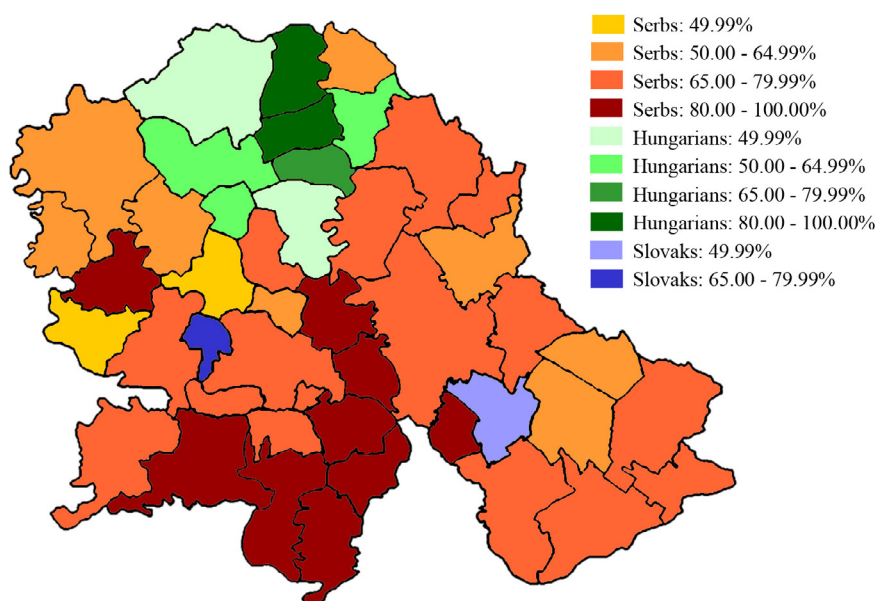 Serbs: 49.99%
Serbs: 50.00 - 64.99%
Serbs: 65.00 - 79.99%
Serbs: 80.00 - 100.00%
Hungarians: 49.99%
Hungarians: 50.00 - 64.99%
Hungarians: 65.00 - 79.99%
Hungarians: 80.00 - 100.00%
Slovaks: 49.99%
Slovaks: 65.00 - 79.99%